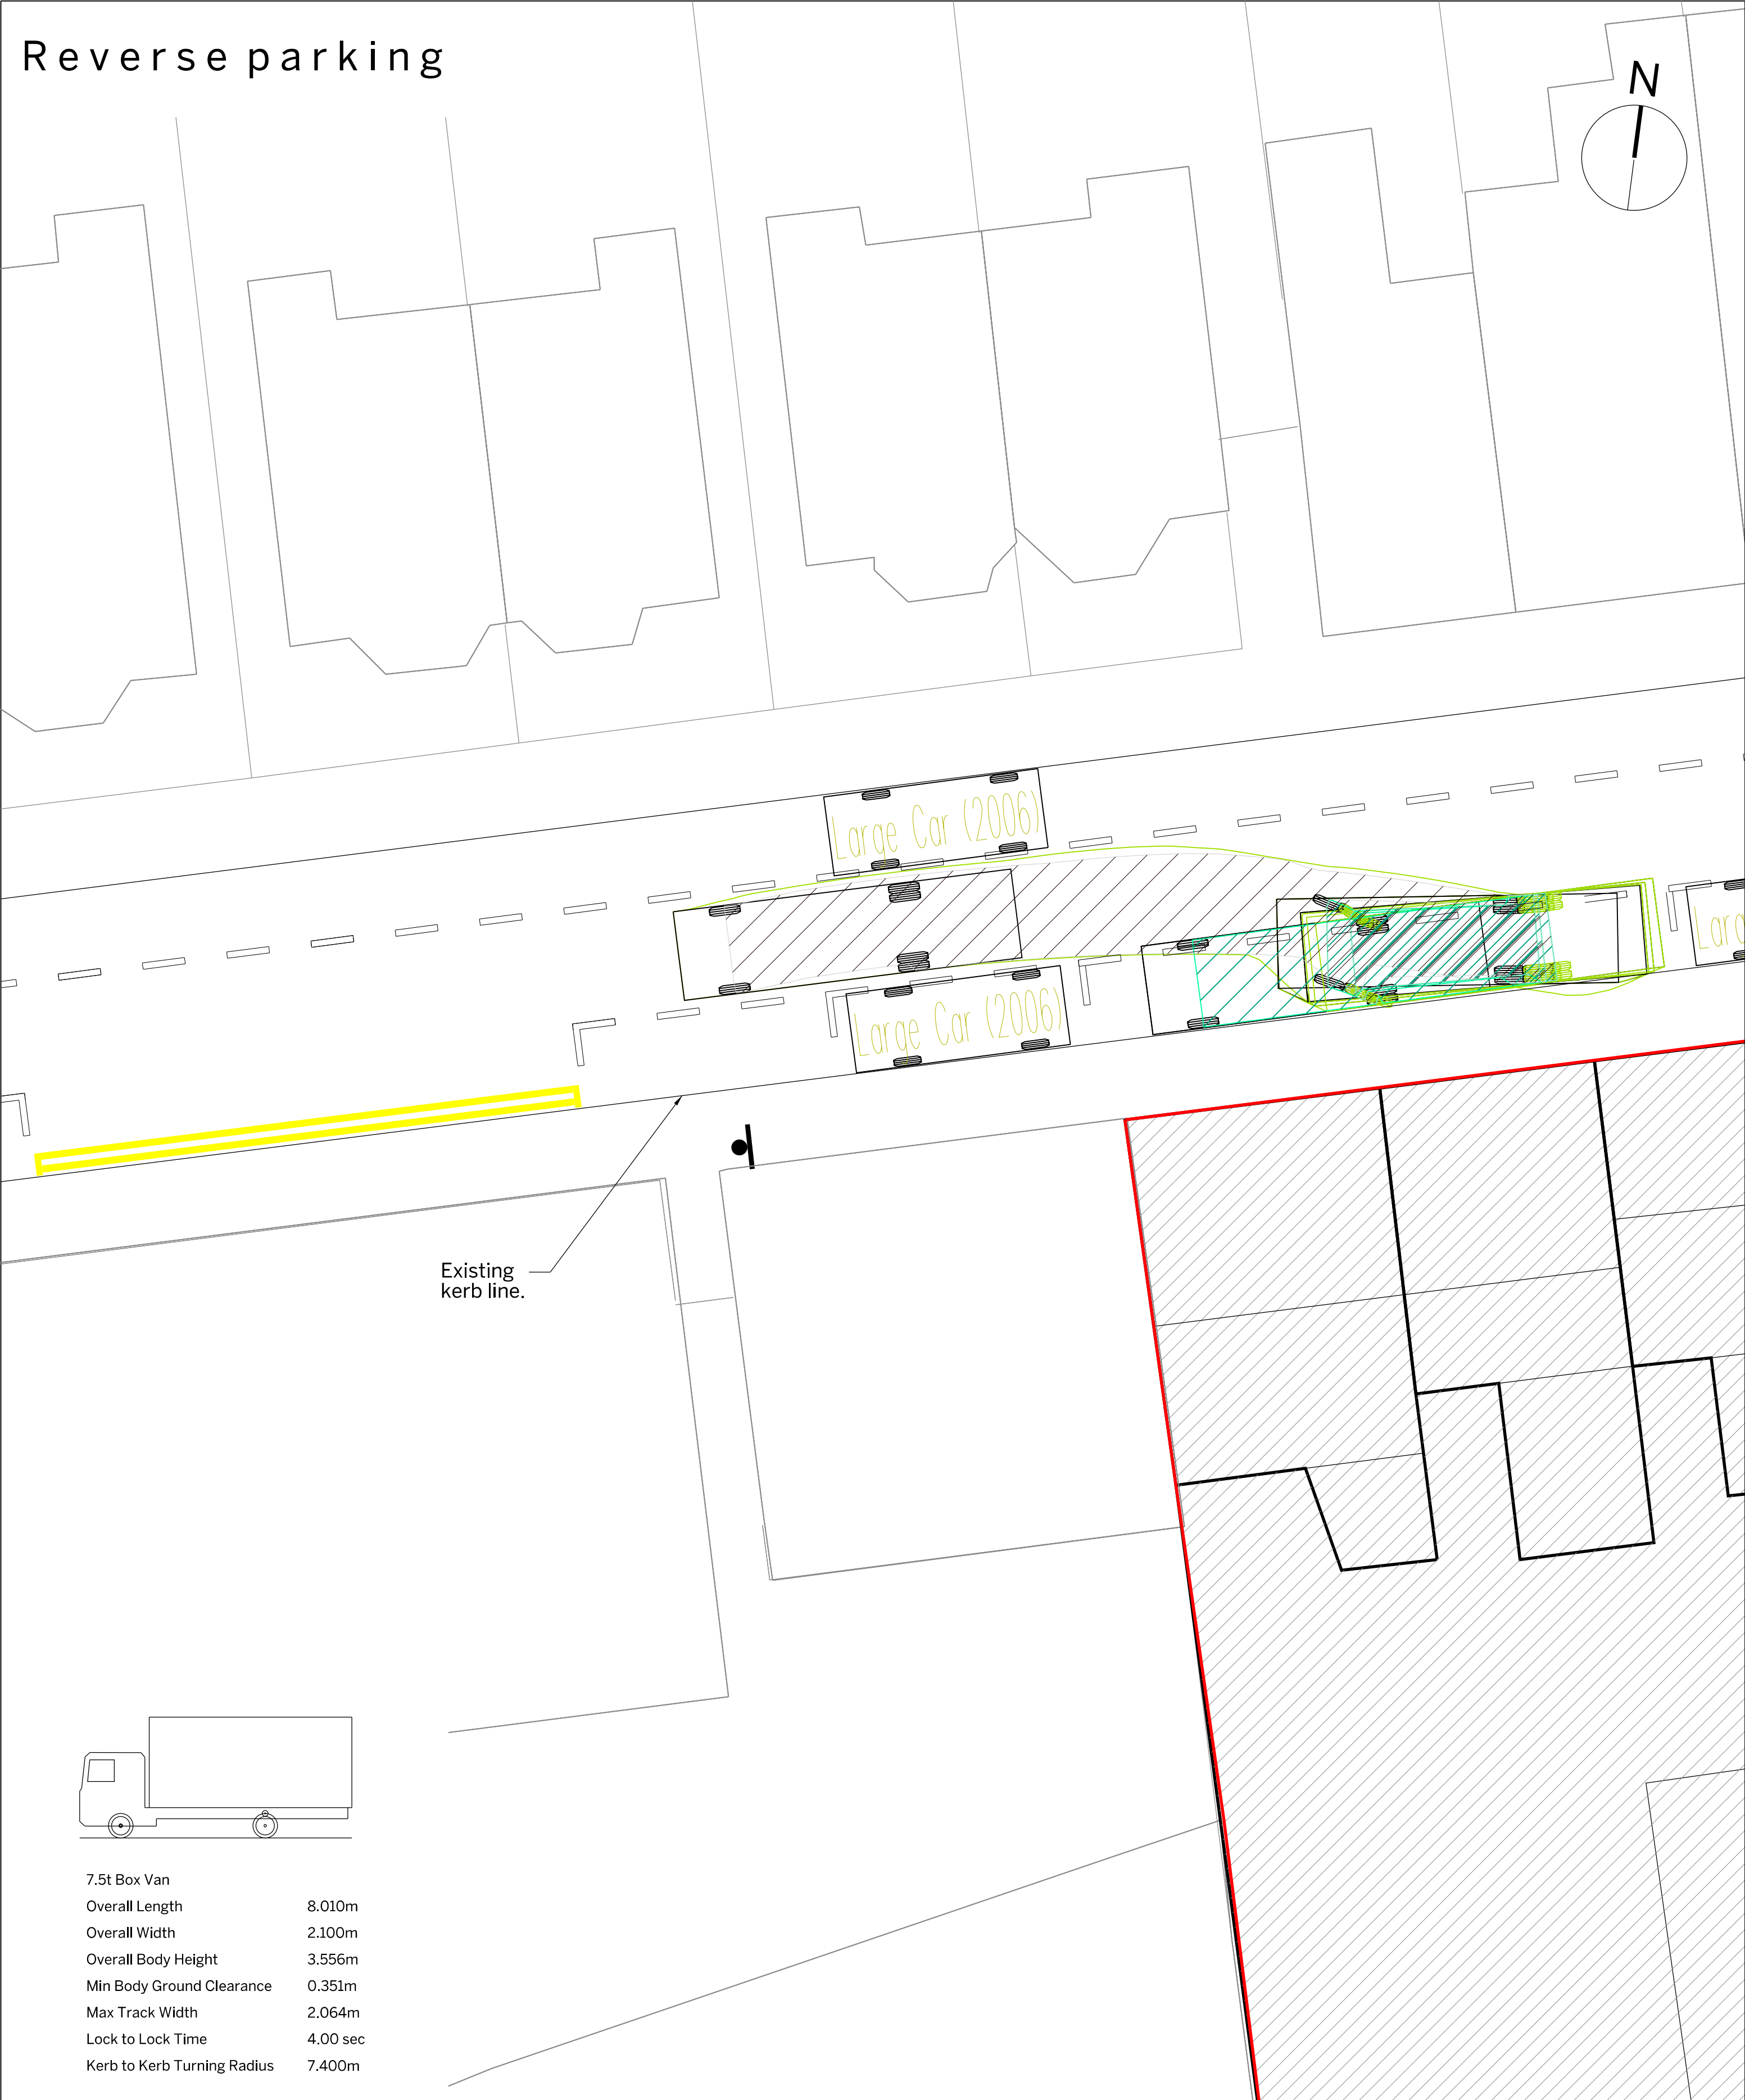 Reverse parking
N
Large Car (2006)
Large Car (2006)
Existing
kerb line.
7.5t Box Van
Overall Length 8.010m
Overall Width 2.100m
Overall Body Height 3.556m
Min Body Ground Clearance 0.351m
Max Track Width 2.064m
Lock to Lock Time 4.00 sec
Kerb to Kerb Turning Radius 7.400m